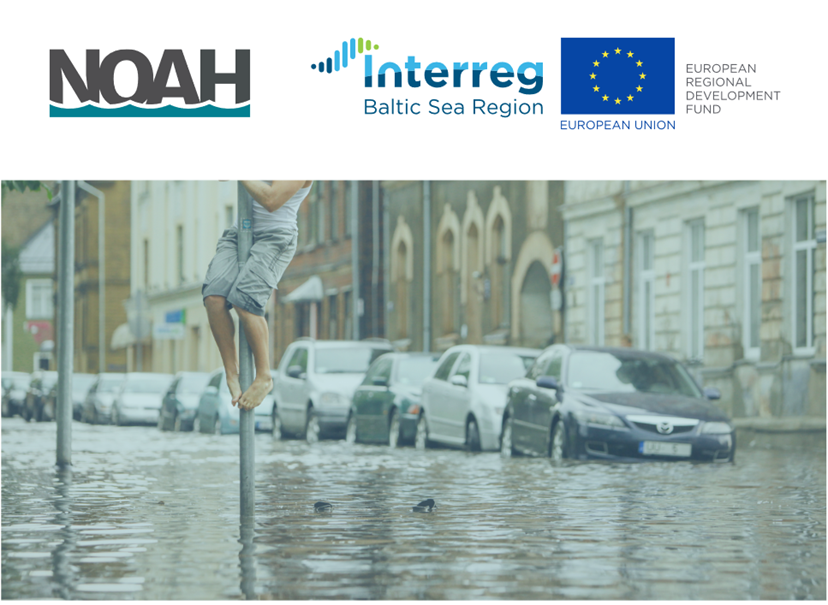 NOAH
Interreg
Baltic Sea Region
EUROPEAN UNION
EUROPEAN
REGIONAL
DEVELOPMENT
FUND